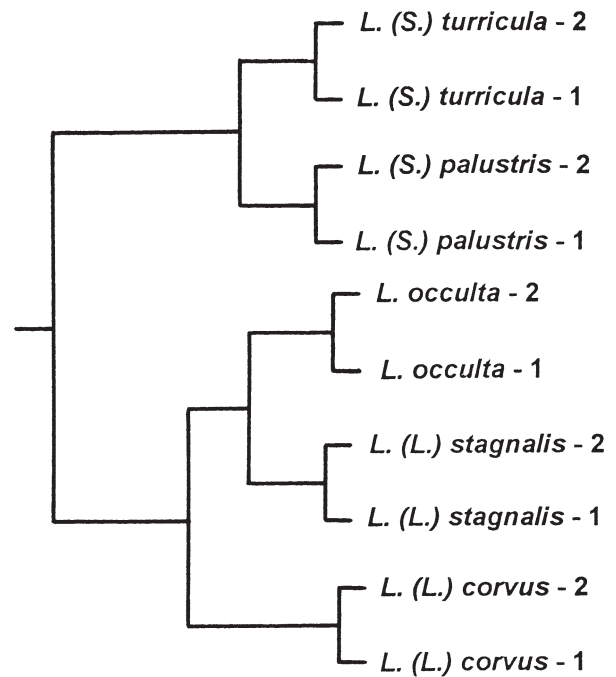 L. (S.) turricula - 2
L. (S.) turricula - 1
L. (S.) palustris - 2
L. (S.) palustris - 1
L. occulta - 2
L. occulta - 1
L. (L.) stagnalis - 2
L. (L.) stagnalis - 1
L. (L.) corvus - 2
L. (L.) corvus - 1